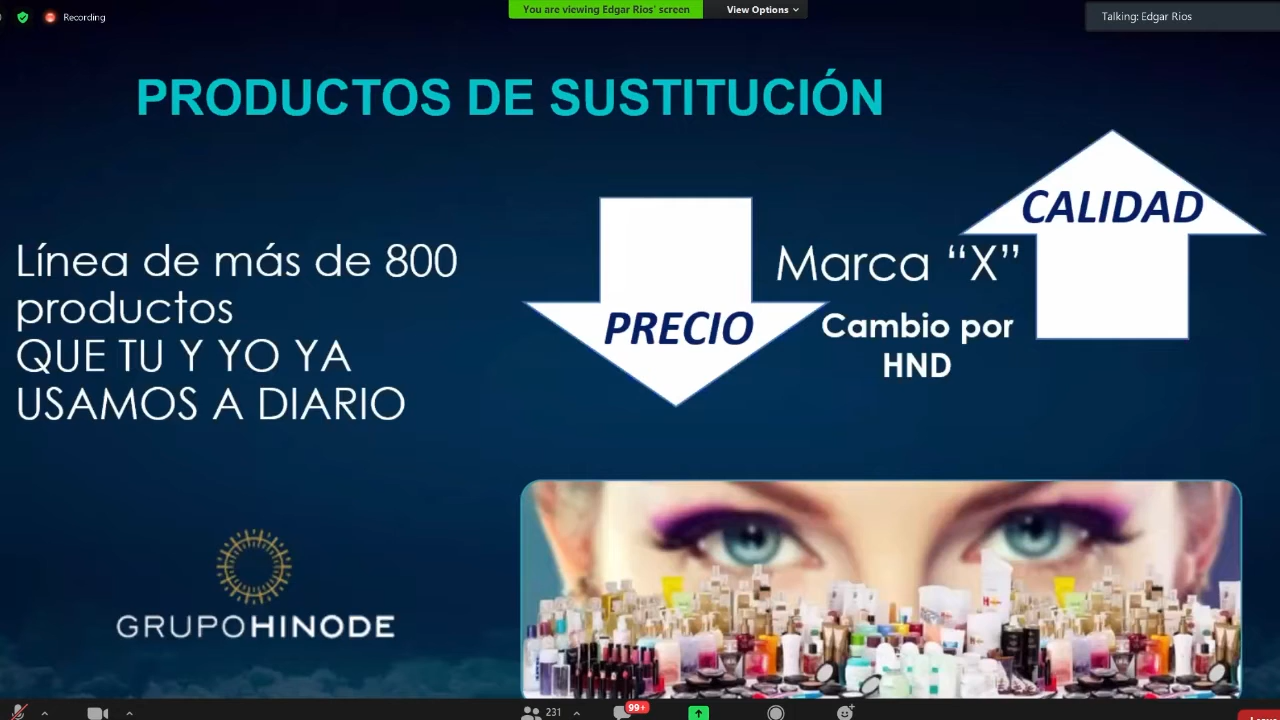 Recording
You are viewing Edgar Rios' screen
View Options
Talking: Edgar Rios
PRODUCTOS DE SUSTITUCIÓN
CALIDAD
Línea de más de 800
productos
QUE TU Y YO YA
USAMOS A DIARIO
PRECIO
Marca “X”
Cambio por
HND
GRUPOHINODE
231
99+